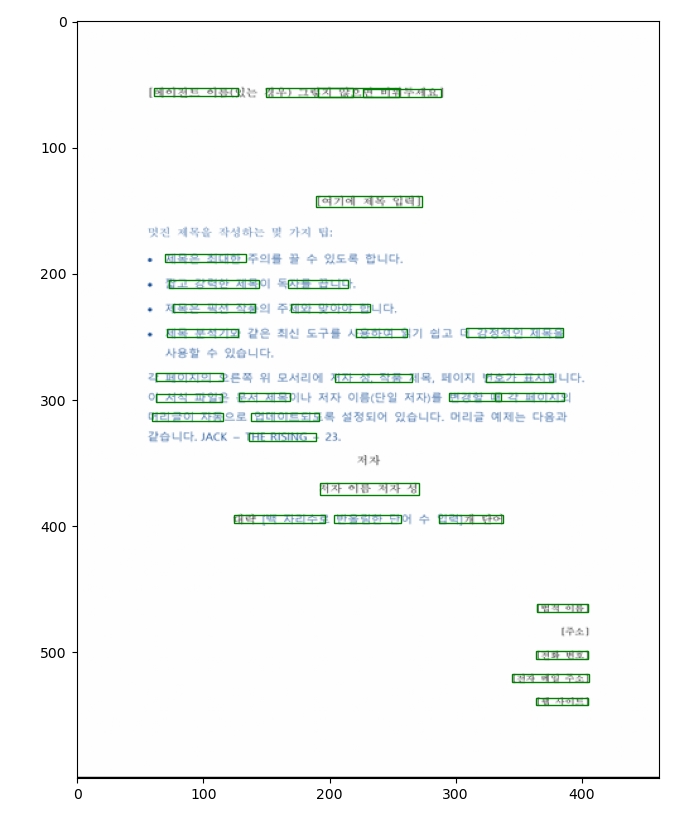 0
100
200
300
400
500
[에이전트 이름(있는 경우) 그렇지 않으면 비워두세요]
[여기에 제목 입력]
멋진 제목을 작성하는 몇 가지 팁:
• 제목은 최대한 주의를 끌 수 있도록 합니다.
• 짧고 강력한 제목이 독자를 끕니다.
• 제목은 픽션 작품의 주제와 맞아야 합니다.
• 제목 분석기와 같은 최신 도구를 사용하여 읽기 쉽고 더 감정적인 제목을
사용할 수 있습니다.
각 페이지의 오른쪽 위 모서리에 저자 성, 작품 제목, 페이지 번호가 표시됩니다.
이 서식 파일은 문서 제목이나 저자 이름(단일 저자)를 변경할 때 각 페이지의
머리글이 자동으로 업데이트되도록 설정되어 있습니다. 머리글 예제는 다음과
같습니다. JACK – THE RISING – 23.
저자
저자 이름 저자 성
대략 [백 자리수로 반올림한 단어 수 입력]개 단어
[법적 이름]
[주소]
[전화 번호]
[전자 메일 주소]
[웹 사이트]
0 100 200 300 400